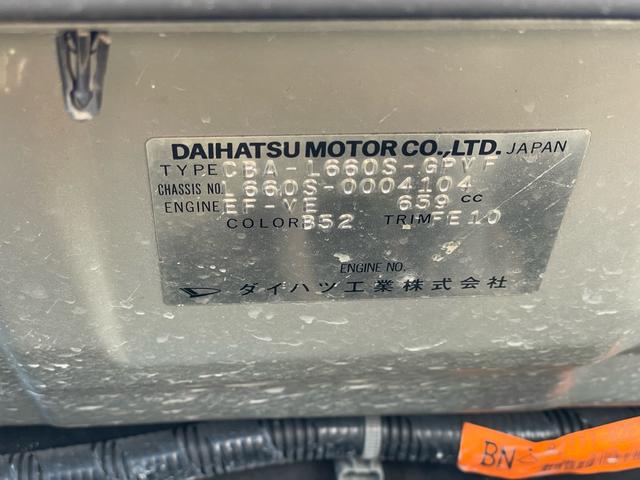 DAIHATSU MOTOR CO.,LTD. JAPAN
TYPE CBA-L660S-GPVF
CHASSIS NO. L660S-0004104
ENGINE EF-VE 659 CC
COLOR B52 TRIM FE10
ENGINE NO.
ダイハツ工業株式会社
BN